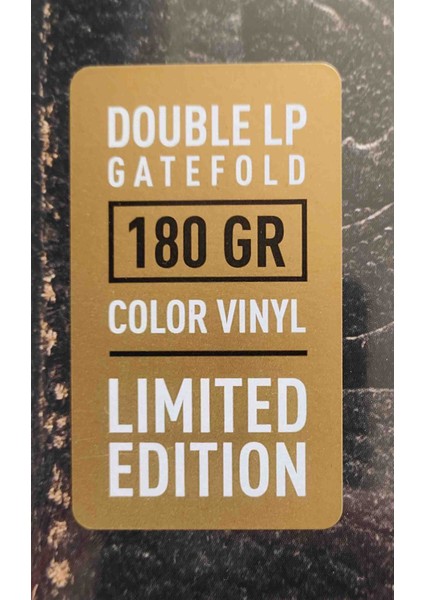 DOUBLE LP
GATEFOLD
180 GR
COLOR VINYL
LIMITED
EDITION